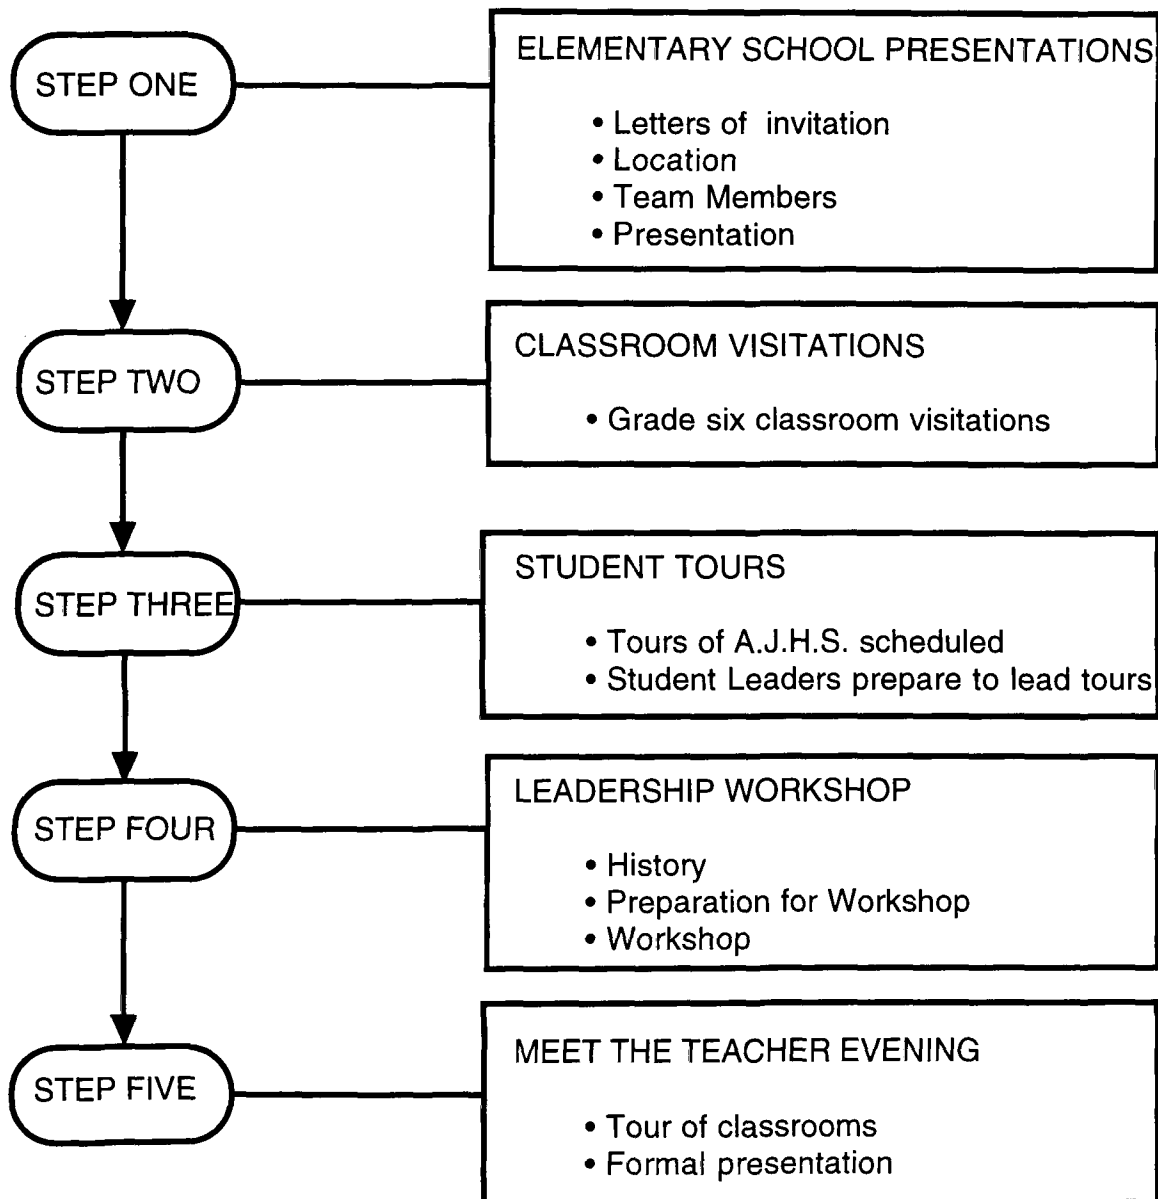 STEP ONE
ELEMENTARY SCHOOL PRESENTATIONS
• Letters of invitation
• Location
• Team Members
• Presentation
STEP TWO
CLASSROOM VISITATIONS
• Grade six classroom visitations
STEP THREE
STUDENT TOURS
• Tours of A.J.H.S. scheduled
• Student Leaders prepare to lead tours
STEP FOUR
LEADERSHIP WORKSHOP
• History
• Preparation for Workshop
• Workshop
STEP FIVE
MEET THE TEACHER EVENING
• Tour of classrooms
• Formal presentation